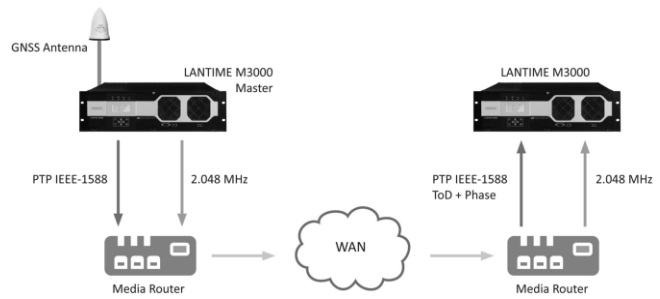 GNSS Antenna
LANTIME M3000
Master
LANTIME M3000
PTP IEEE-1588
2.048 MHz
PTP IEEE-1588
ToD + Phase
2.048 MHz
WAN
Media Router
Media Router